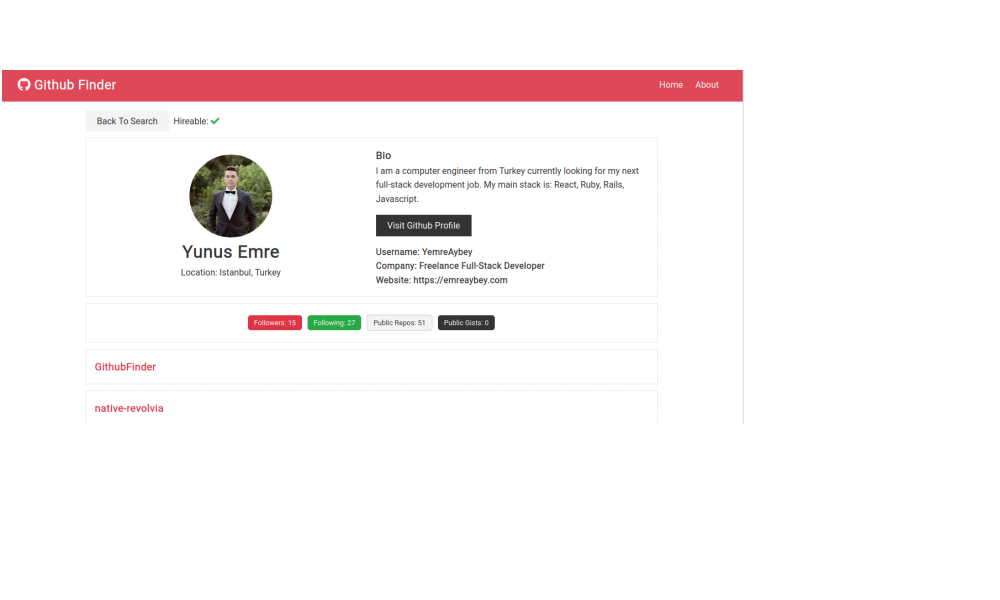 Github Finder
Home About
Back To Search Hireable:
Bio
I am a computer engineer from Turkey currently looking for my next
full-stack development job. My main stack is: React, Ruby, Rails,
Javascript.
Visit Github Profile
Yunus Emre
Location: Istanbul, Turkey
Username: YemreAybey
Company: Freelance Full-Stack Developer
Website: https://emreaybey.com
Followers: 15 Following: 27 Public Repos: 51 Public Gists: 0
GithubFinder
native-revolvia